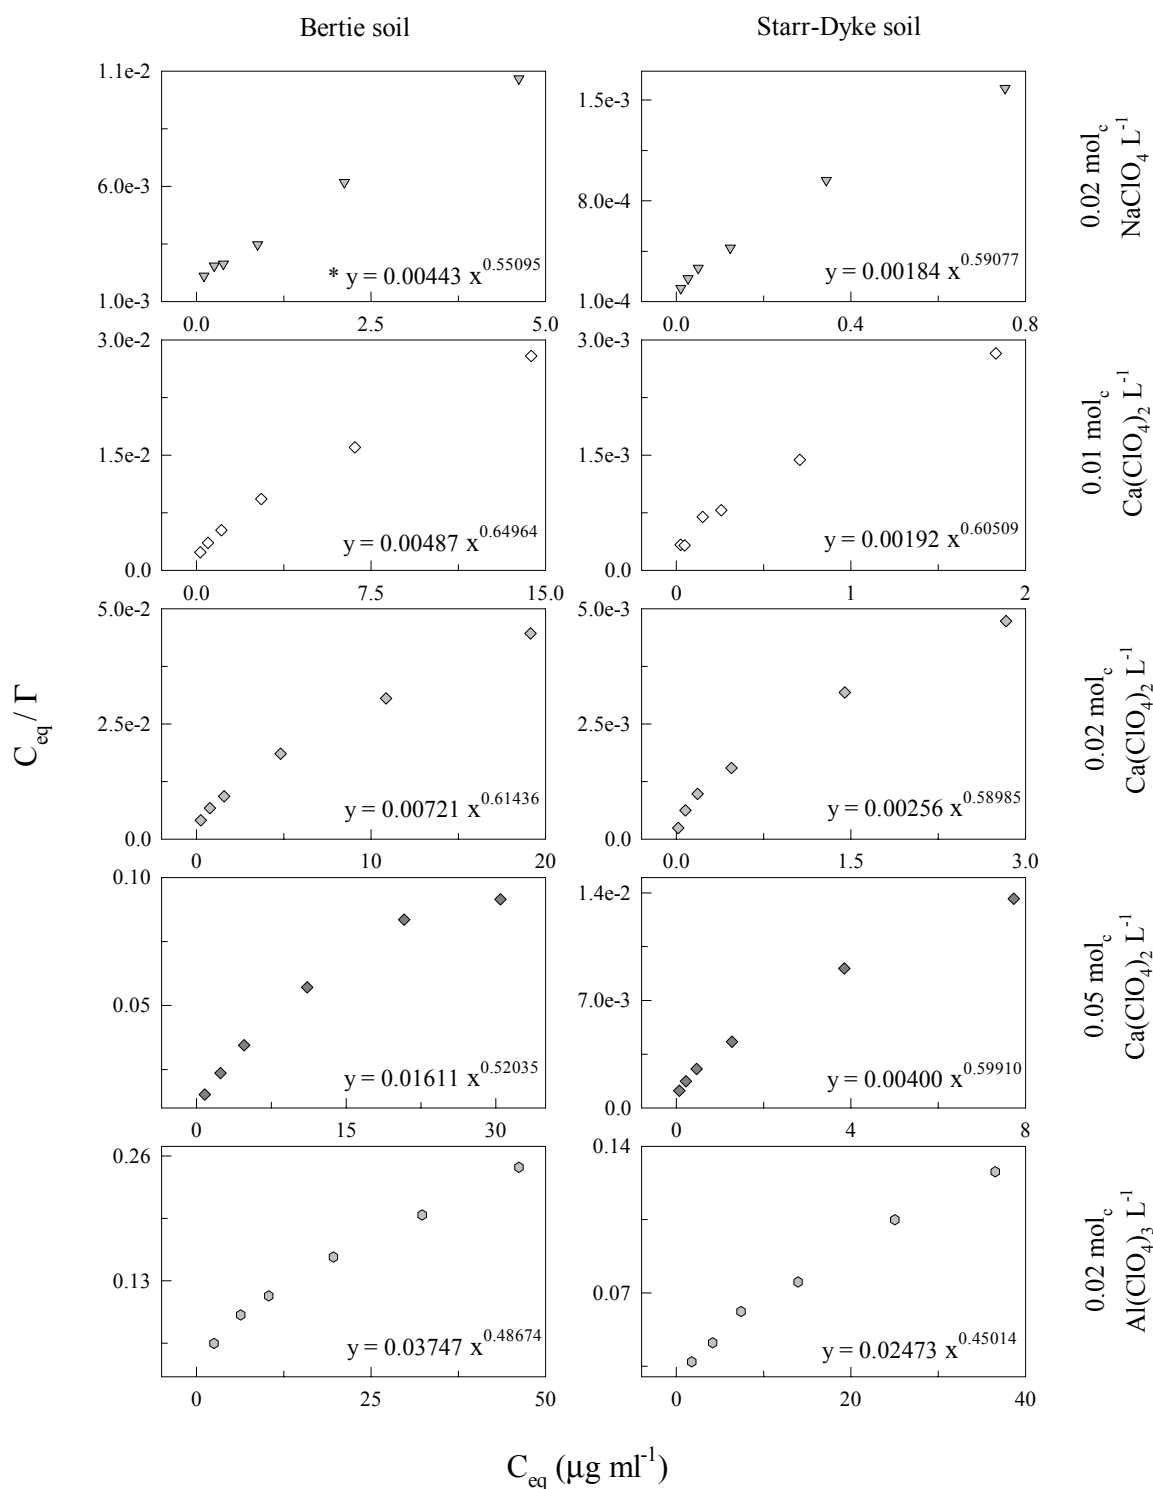 Bertie soil
Starr-Dyke soil
1.1e-2
6.0e-3
1.0e-3
* y = 0.00443 x^0.55095
0.0 2.5 5.0
1.5e-3
8.0e-4
1.0e-4
y = 0.00184 x^0.59077
0.0 0.4 0.8
0.02 mol_c
NaClO_4 L^-1
3.0e-2
1.5e-2
0.0
y = 0.00487 x^0.64964
0.0 7.5 15.0
3.0e-3
1.5e-3
0.0
y = 0.00192 x^0.60509
0 1 2
0.01 mol_c
Ca(ClO_4)_2 L^-1
C_eq / Γ
5.0e-2
2.5e-2
0.0
y = 0.00721 x^0.61436
0 10 20
5.0e-3
2.5e-3
0.0
y = 0.00256 x^0.58985
0.0 1.5 3.0
0.02 mol_c
Ca(ClO_4)_2 L^-1
0.10
0.05
y = 0.01611 x^0.52035
0 15 30
1.4e-2
7.0e-3
0.0
y = 0.00400 x^0.59910
0 4 8
0.05 mol_c
Ca(ClO_4)_2 L^-1
0.26
0.13
y = 0.03747 x^0.48674
0 25 50
0.14
0.07
y = 0.02473 x^0.45014
0 20 40
0.02 mol_c
Al(ClO_4)_3 L^-1
C_eq (µg ml^-1)